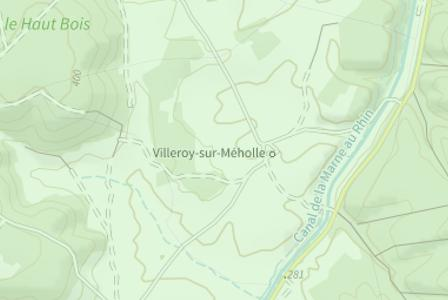 le Haut Bois
400
Villeroy-sur-Méholle
Canal de la Marne au Rhin
281